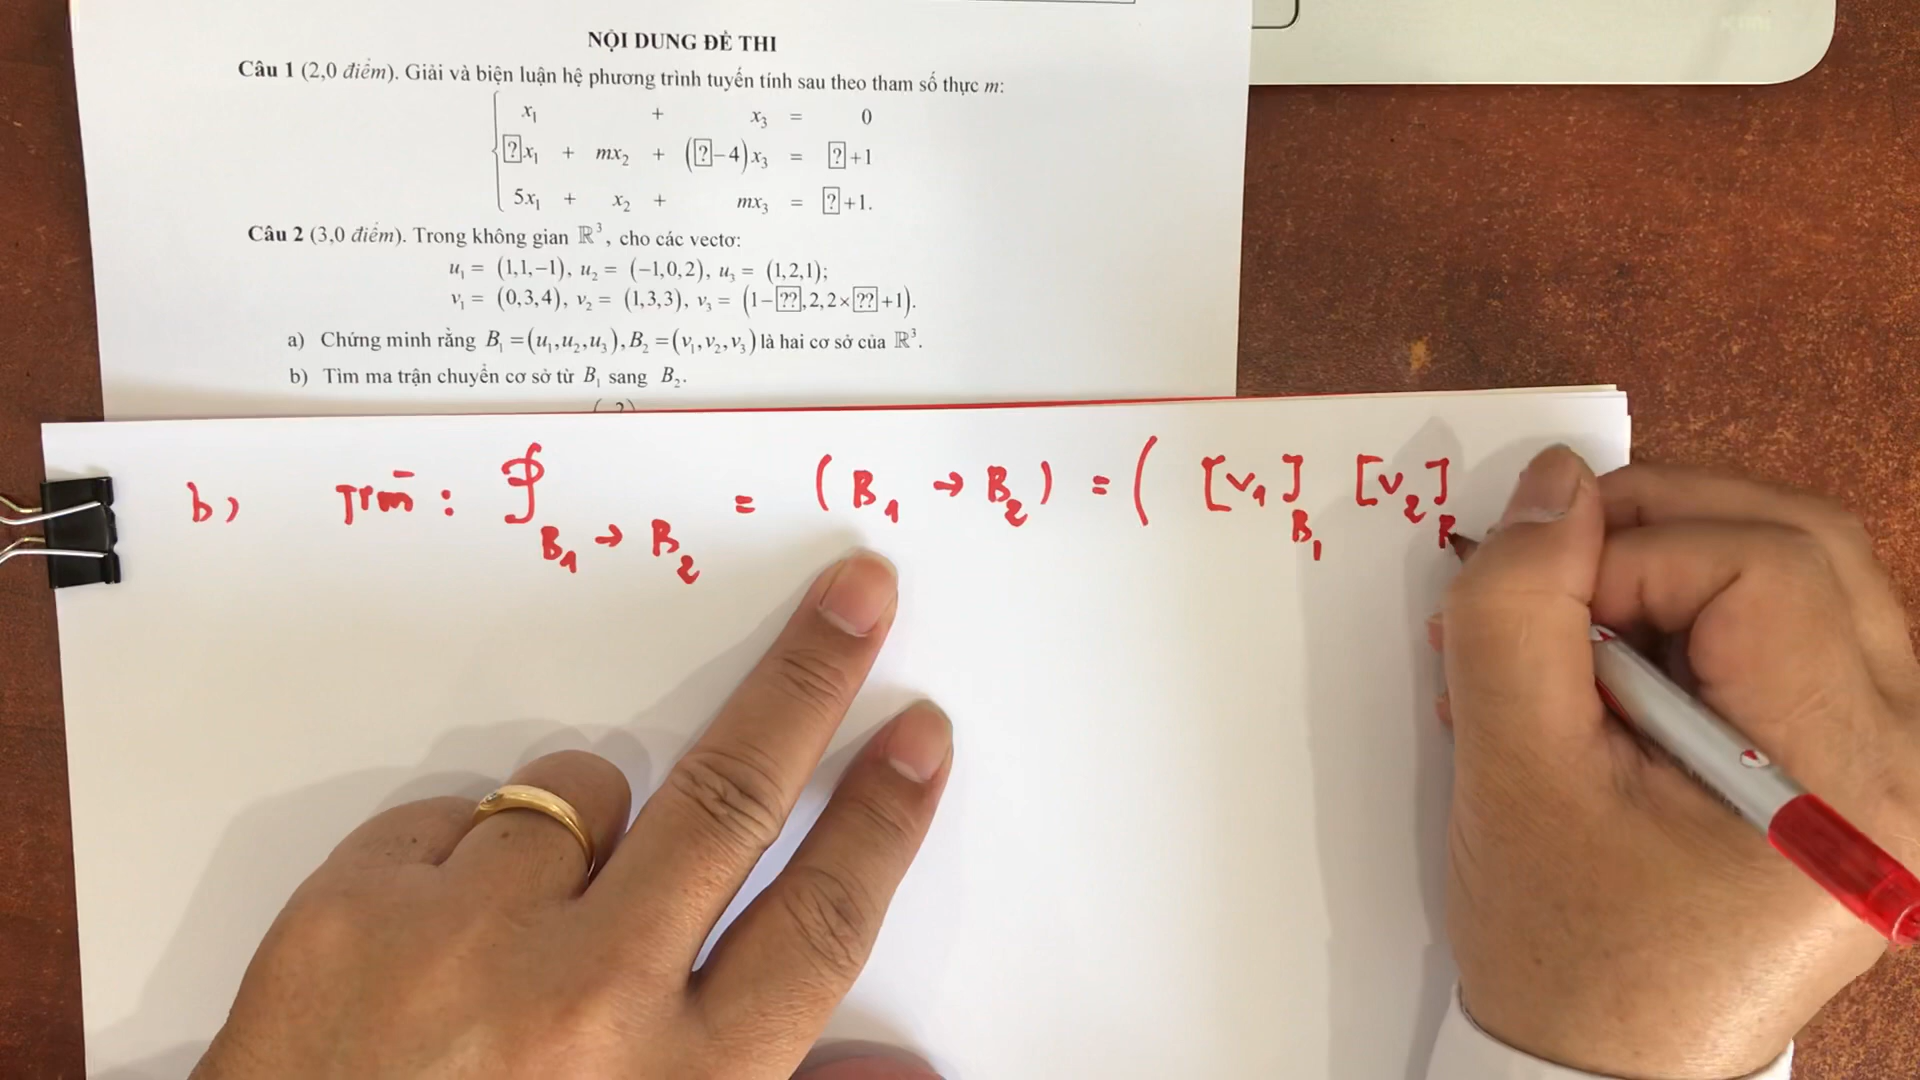 NỘI DUNG ĐỀ THI
Câu 1 (2,0 điểm). Giải và biện luận hệ phương trình tuyến tính sau theo tham số thực m:
x₁ + x₃ = 0
[?]x₁ + mx₂ + ([?]−4)x₃ = [?]+1
5x₁ + x₂ + mx₃ = [?]+1.
Câu 2 (3,0 điểm). Trong không gian ℝ³, cho các vectơ:
u₁ = (1,1,−1), u₂ = (−1,0,2), u₃ = (1,2,1);
v₁ = (0,3,4), v₂ = (1,3,3), v₃ = (1−[??],2,2×[??]+1).
a) Chứng minh rằng B₁ =(u₁,u₂,u₃), B₂ =(v₁,v₂,v₃) là hai cơ sở của ℝ³.
b) Tìm ma trận chuyển cơ sở từ B₁ sang B₂.
b) : 𝒫 B₁ → B₂ = (B₁ → B₂) = ( [v₁]B₁ [v₂]B